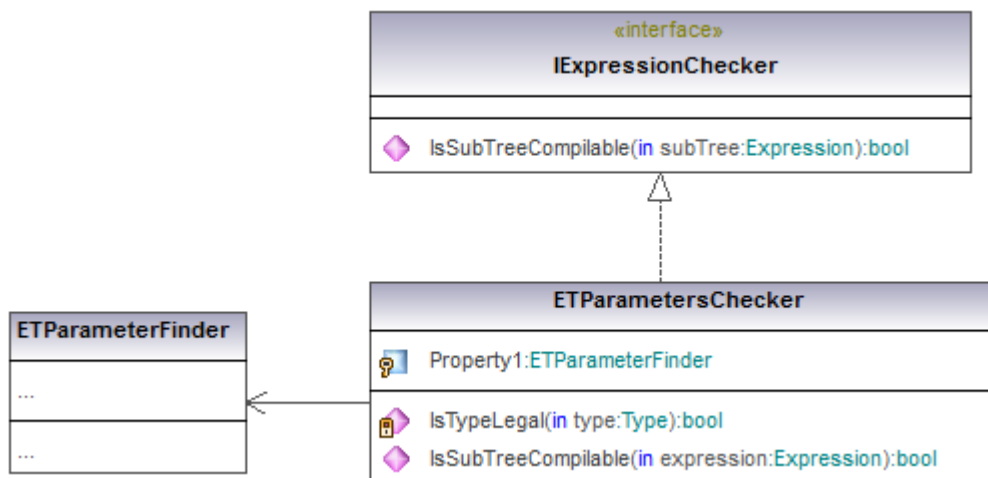 «interface»
IExpressionChecker
IsSubTreeCompilable(in subTree:Expression):bool
ETParametersChecker
ETParameterFinder
Property1:ETParameterFinder
...
IsTypeLegal(in type:Type):bool
...
IsSubTreeCompilable(in expression:Expression):bool